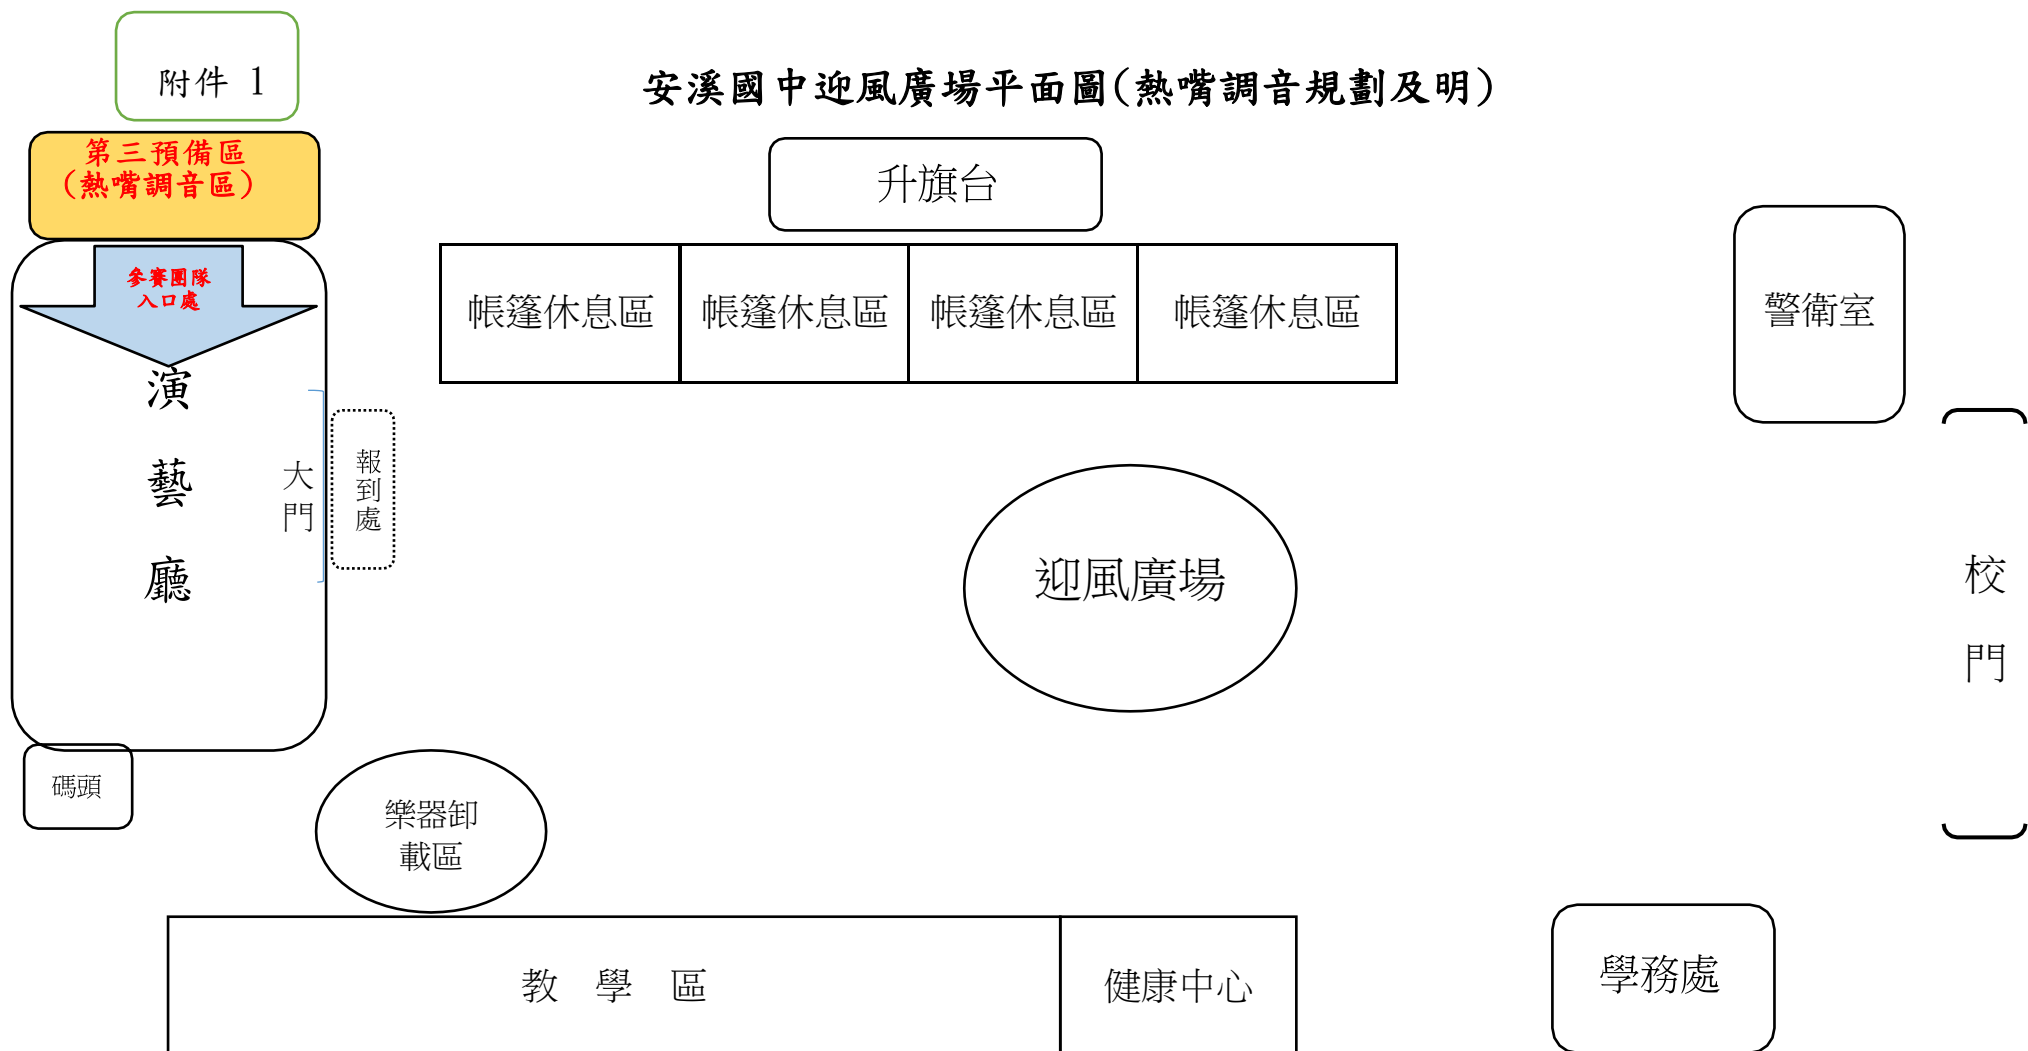 附件 1
安溪國中迎風廣場平面圖(熱嘴調音規劃及明)
第三預備區
(熱嘴調音區)
升旗台
參賽團隊
入口處
帳篷休息區
帳篷休息區
帳篷休息區
帳篷休息區
警衛室
演
藝
廳
大
門
報
到
處
迎風廣場
校
門
碼頭
樂器卸
載區
教 學 區
健康中心
學務處